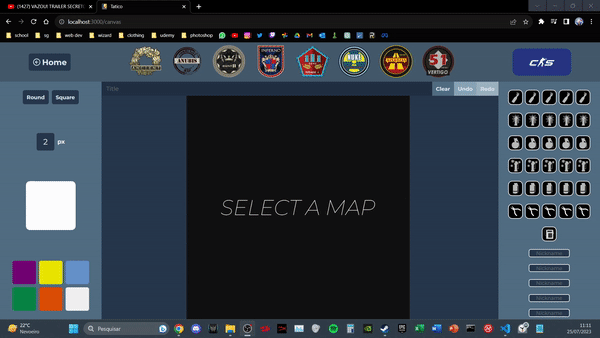 (1427) VAZOU! TRAILER SECRET
Tatico
localhost:3000/canvas
school sg web dev wizard clothing udemy photoshop
Home
ANUBIS
INFERNO
VERTIGO
CS
Round Square
Title
Clear Undo Redo
2 px
SELECT A MAP
Nickname
Nickname
Nickname
Nickname
Nickname
22°C
Nevoeiro
Pesquisar
11:11
25/07/2023